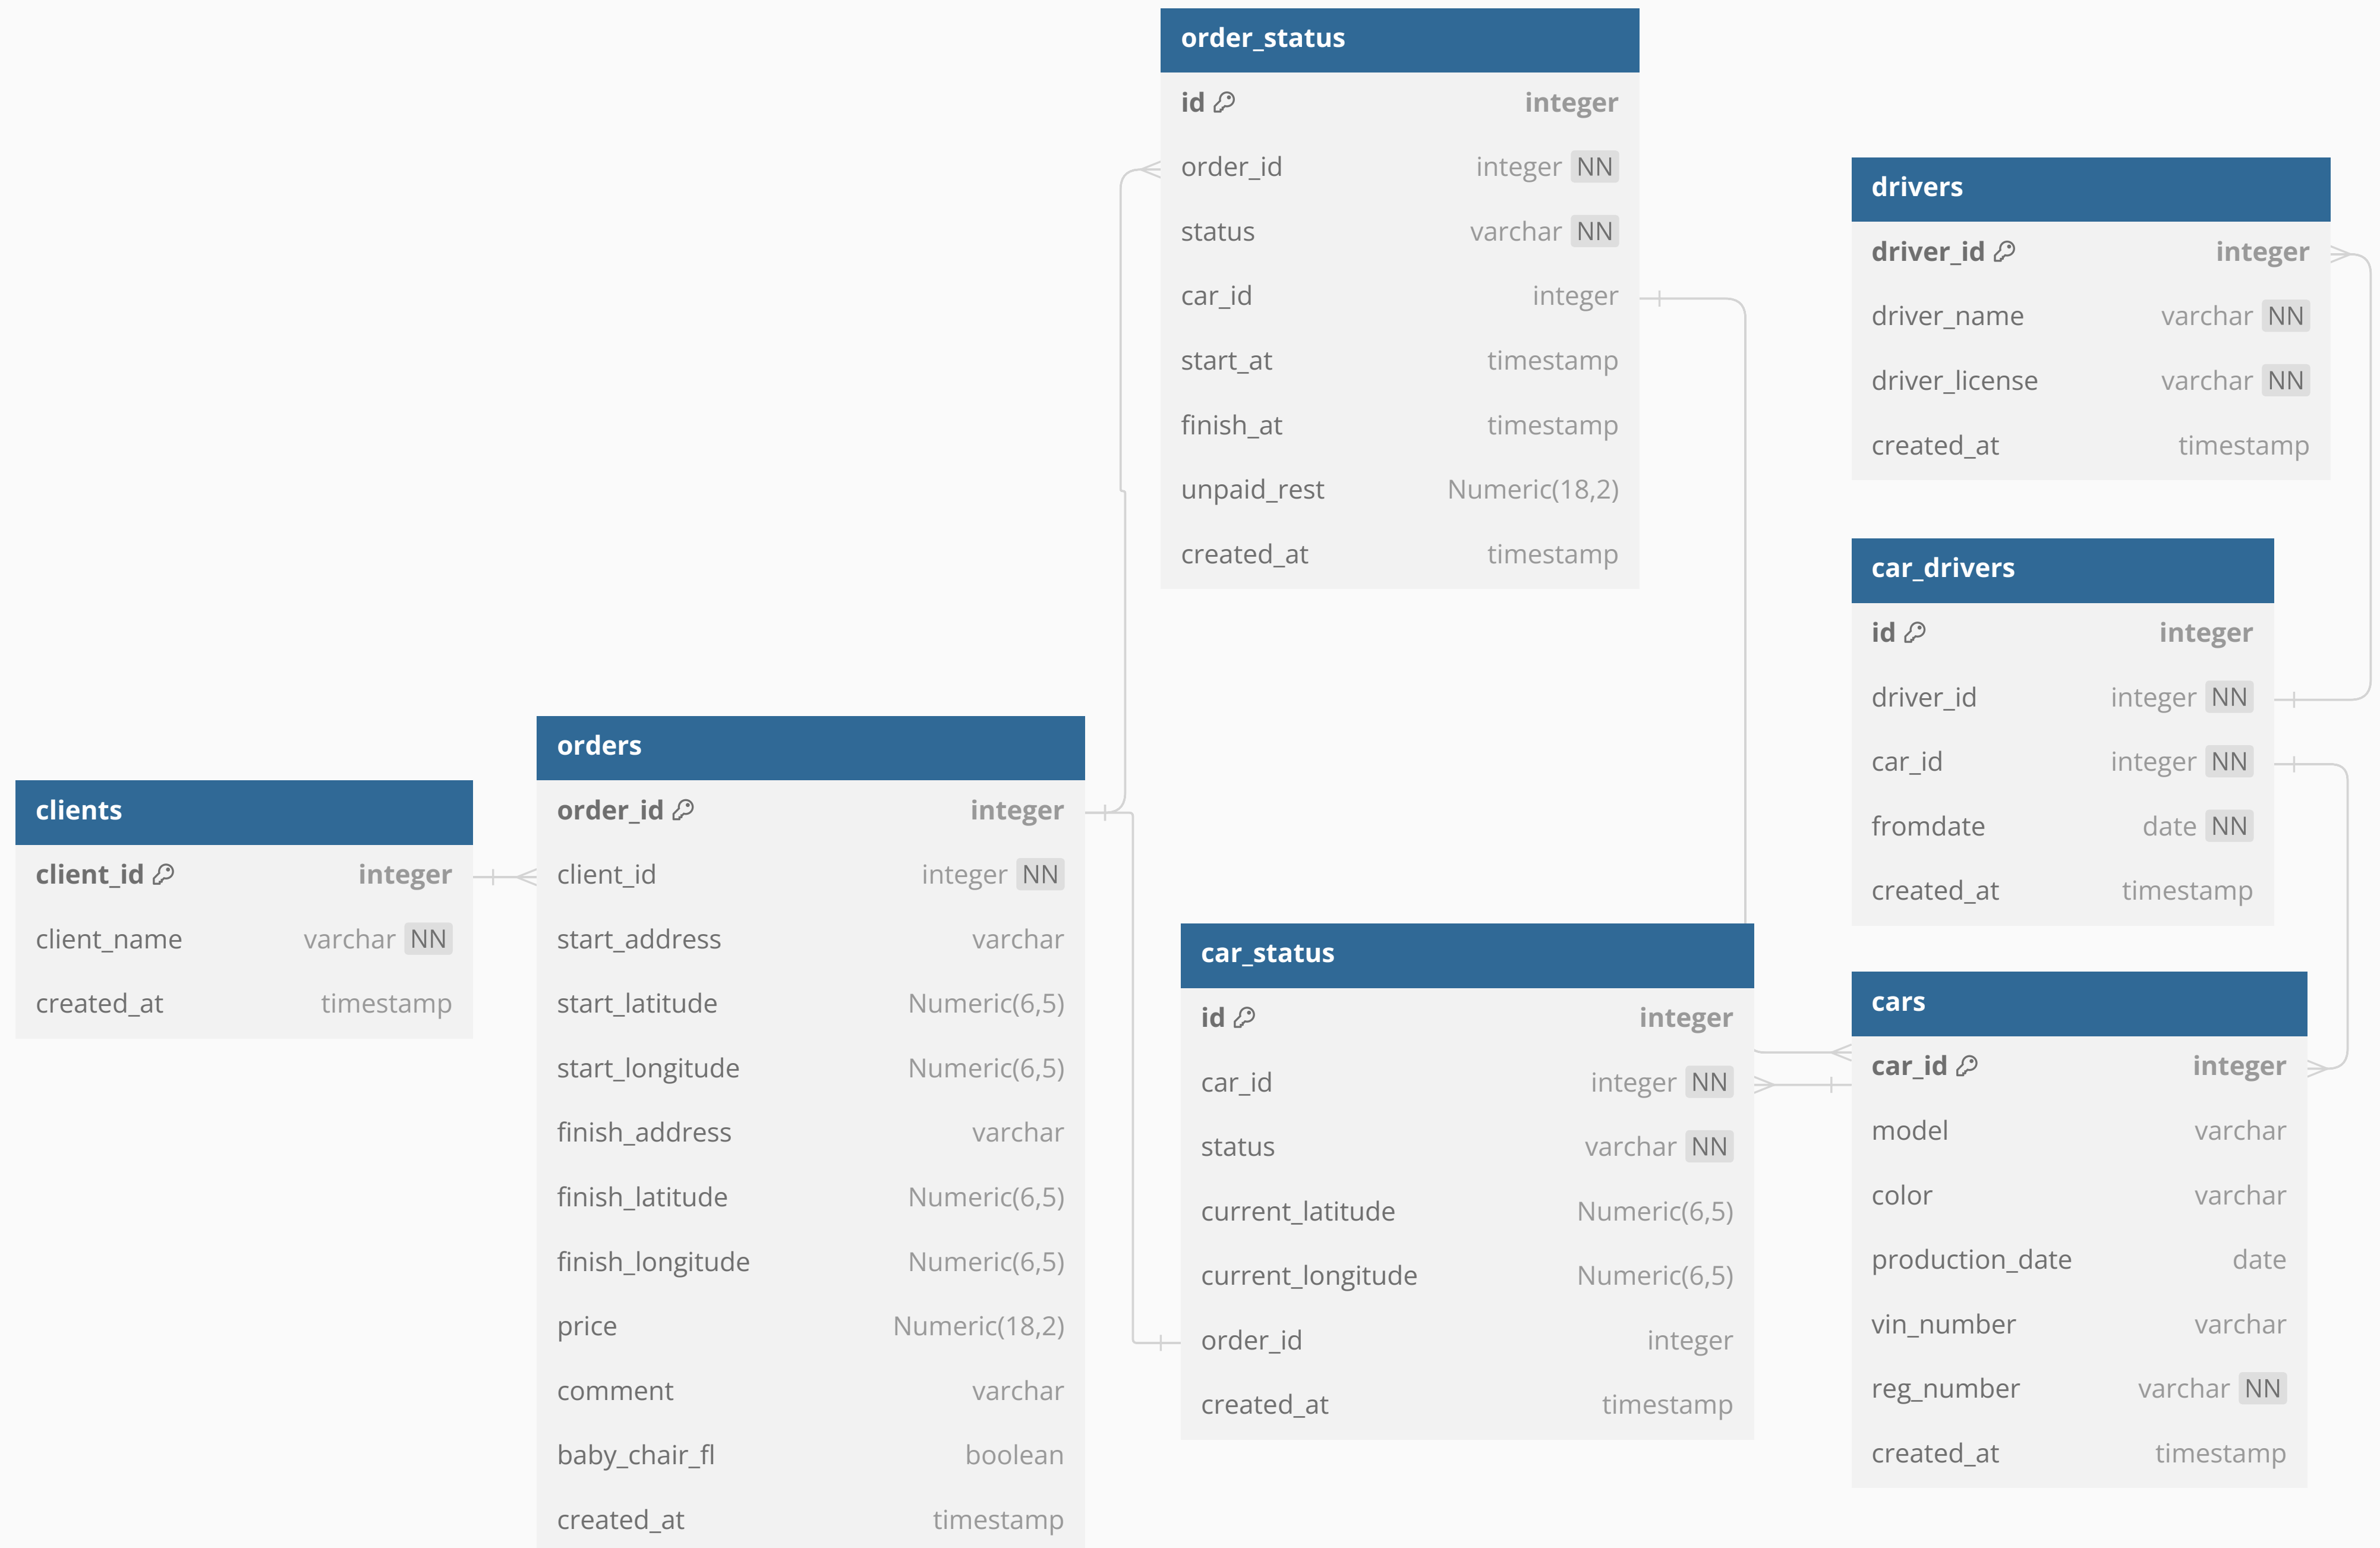 order_status
id integer
order_id integer NN
status varchar NN
car_id integer
start_at timestamp
finish_at timestamp
unpaid_rest Numeric(18,2)
created_at timestamp
drivers
driver_id integer
driver_name varchar NN
driver_license varchar NN
created_at timestamp
car_drivers
id integer
driver_id integer NN
car_id integer NN
fromdate date NN
created_at timestamp
clients
client_id integer
client_name varchar NN
created_at timestamp
orders
order_id integer
client_id integer NN
start_address varchar
start_latitude Numeric(6,5)
start_longitude Numeric(6,5)
finish_address varchar
finish_latitude Numeric(6,5)
finish_longitude Numeric(6,5)
price Numeric(18,2)
comment varchar
baby_chair_fl boolean
created_at timestamp
car_status
id integer
car_id integer NN
status varchar NN
current_latitude Numeric(6,5)
current_longitude Numeric(6,5)
order_id integer
created_at timestamp
cars
car_id integer
model varchar
color varchar
production_date date
vin_number varchar
reg_number varchar NN
created_at timestamp